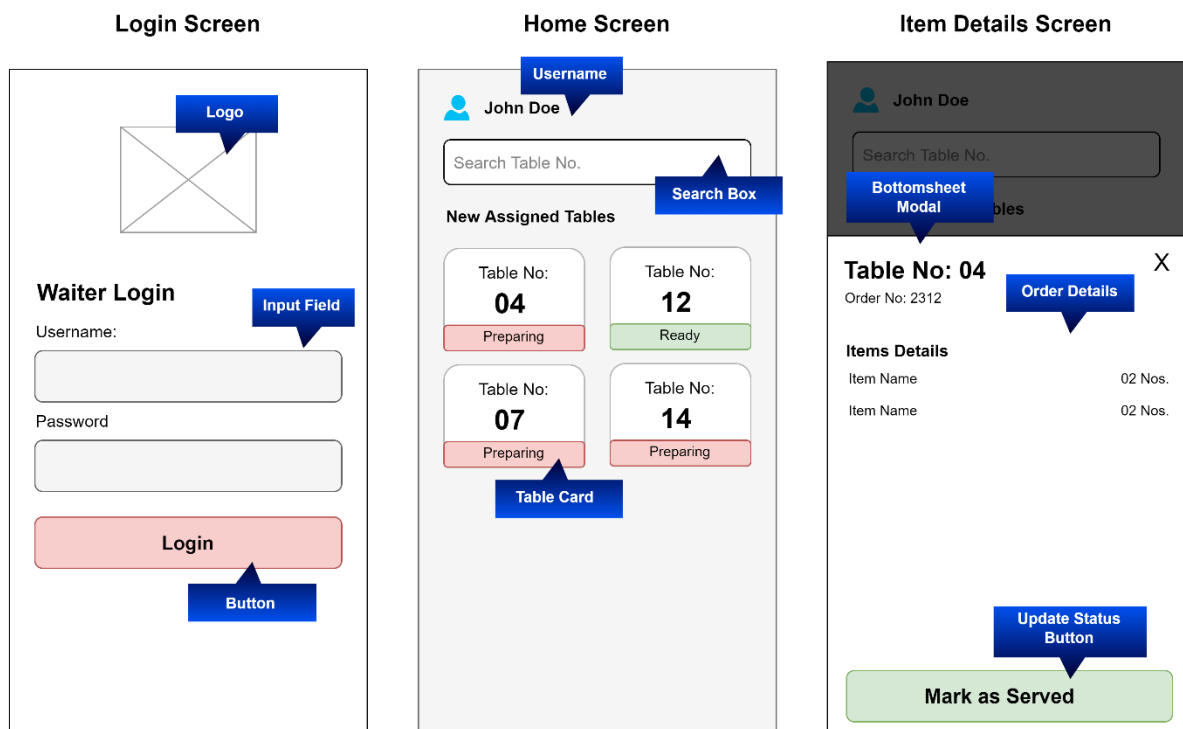 Login Screen
Logo
Waiter Login
Input Field
Username:
Password
Login
Button
Home Screen
Username
John Doe
Search Table No.
Search Box
New Assigned Tables
Table No:
04
Preparing
Table No:
12
Ready
Table No:
07
Preparing
Table No:
14
Preparing
Table Card
Item Details Screen
John Doe
Search Table No.
Bottomsheet
Modal
bles
Table No: 04
X
Order No: 2312
Order Details
Items Details
Item Name 02 Nos.
Item Name 02 Nos.
Update Status
Button
Mark as Served